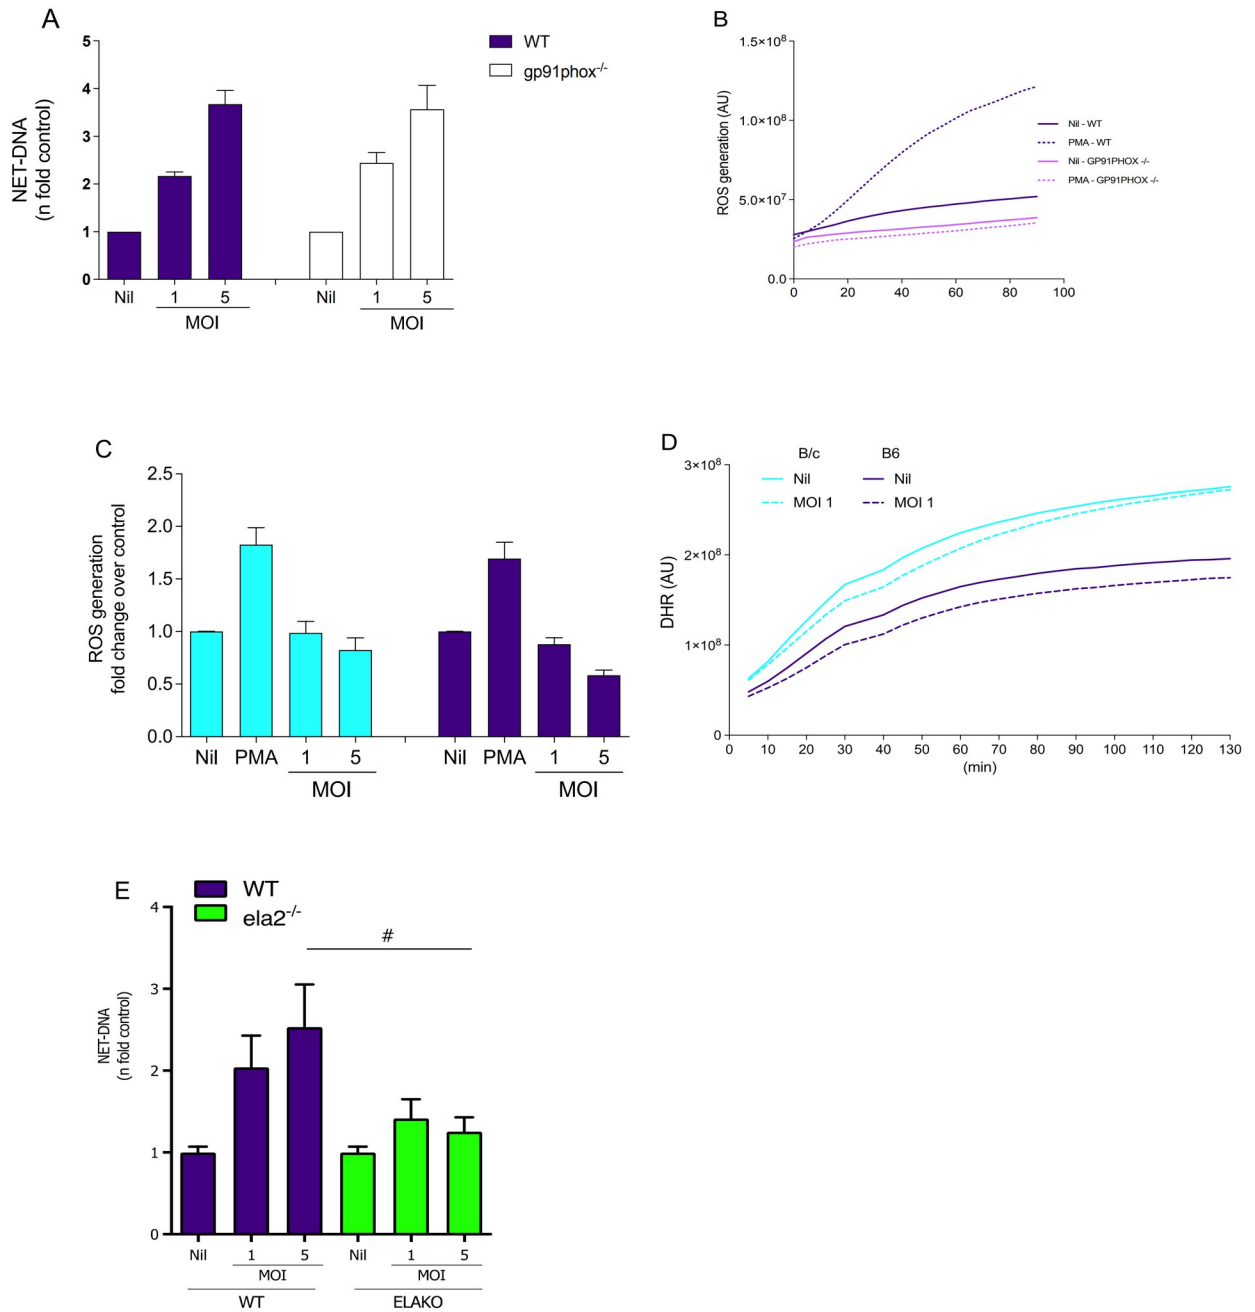 A
NET-DNA
(n fold control)
5
4
3
2
1
0
Nil 1 5 Nil 1 5
MOI MOI
WT
gp91phox-/-
B
ROS generation (AU)
1.5×10⁸
1.0×10⁸
5.0×10⁷
0.0
0 20 40 60 80 100
Nil - WT
PMA - WT
Nil - GP91PHOX -/-
PMA - GP91PHOX -/-
C
ROS generation
fold change over control
2.5
2.0
1.5
1.0
0.5
0.0
Nil PMA 1 5 Nil PMA 1 5
MOI MOI
D
B/c B6
Nil Nil
MOI 1 MOI 1
DHR (AU)
3×10⁸
2×10⁸
1×10⁸
0
0 10 20 30 40 50 60 70 80 90 100 110 120 130
(min)
E
WT
ela2-/-
#
NET-DNA
(n fold control)
4
3
2
1
0
Nil 1 5 Nil 1 5
MOI MOI
WT ELAKO